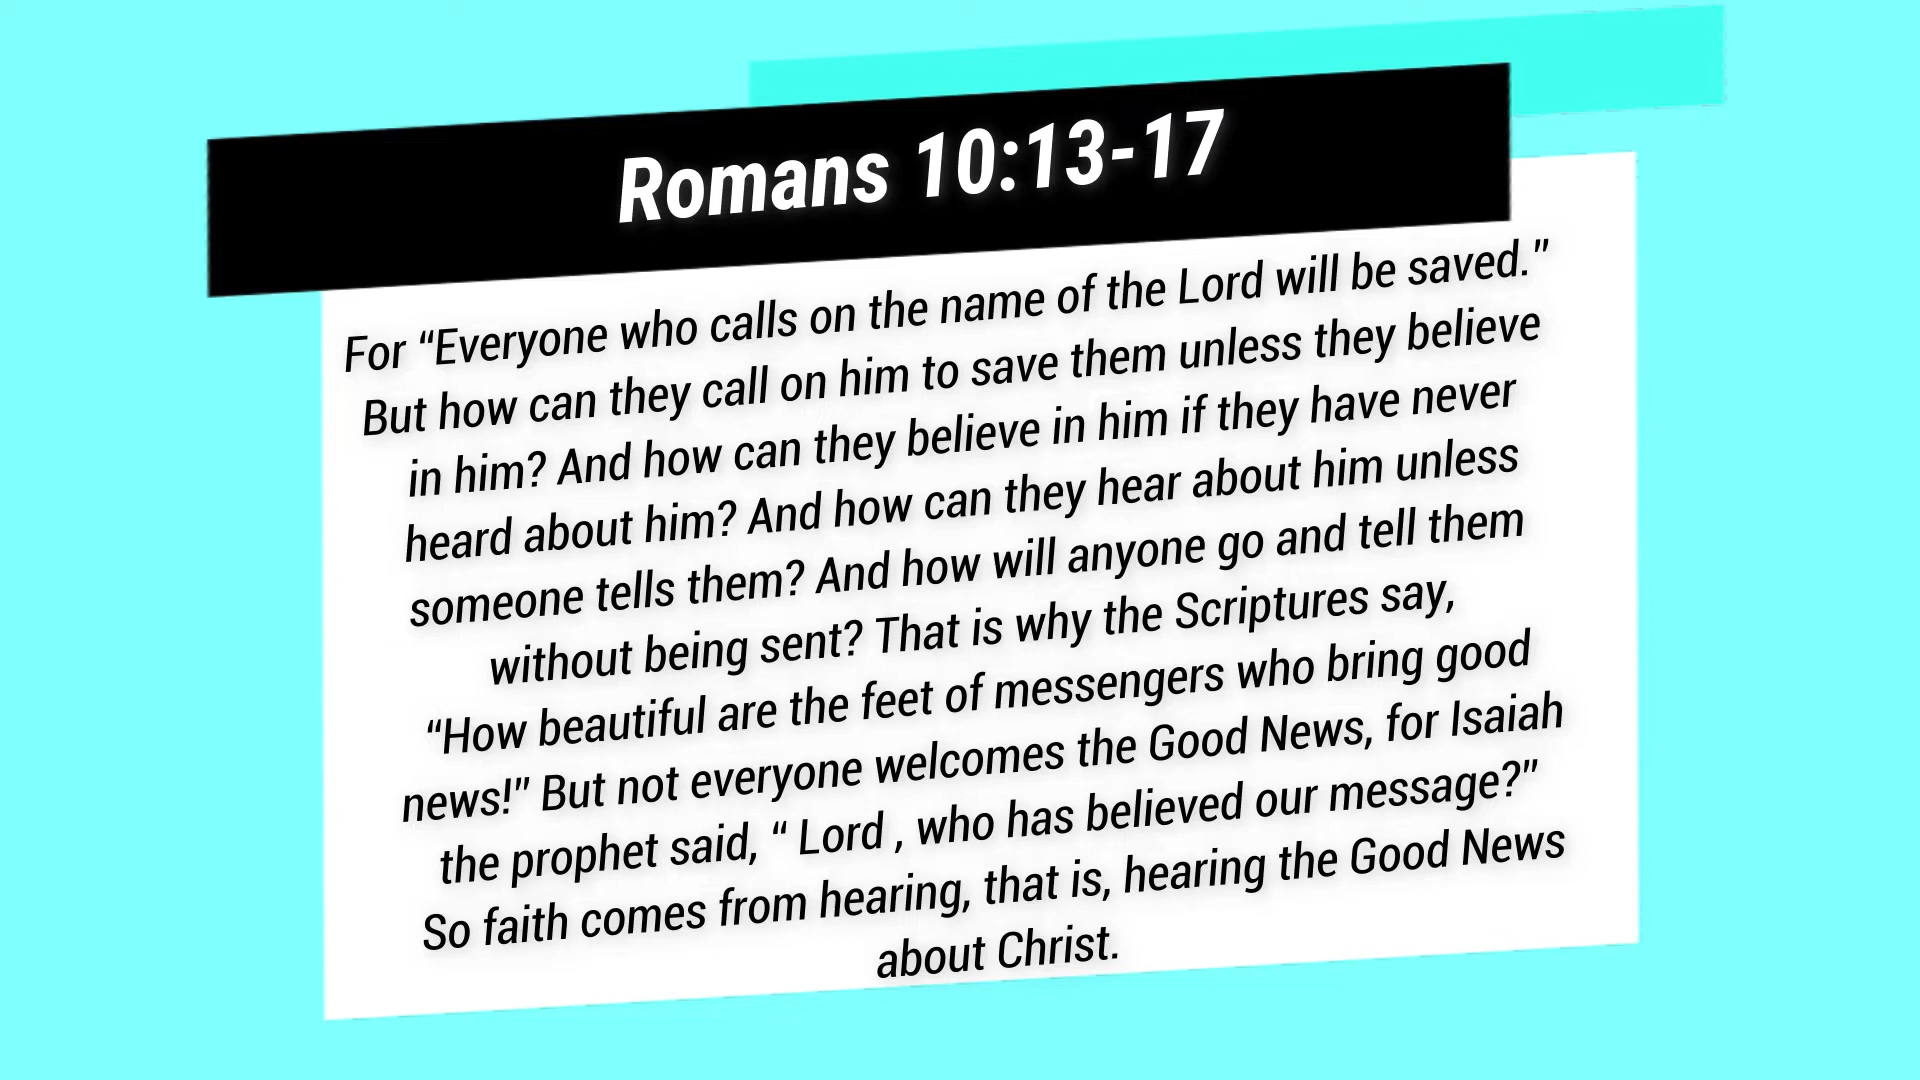 Romans 10:13-17
For “Everyone who calls on the name of the Lord will be saved.”
But how can they call on him to save them unless they believe
in him? And how can they believe in him if they have never
heard about him? And how can they hear about him unless
someone tells them? And how will anyone go and tell them
without being sent? That is why the Scriptures say,
“How beautiful are the feet of messengers who bring good
news!” But not everyone welcomes the Good News, for Isaiah
the prophet said, “ Lord , who has believed our message?”
So faith comes from hearing, that is, hearing the Good News
about Christ.